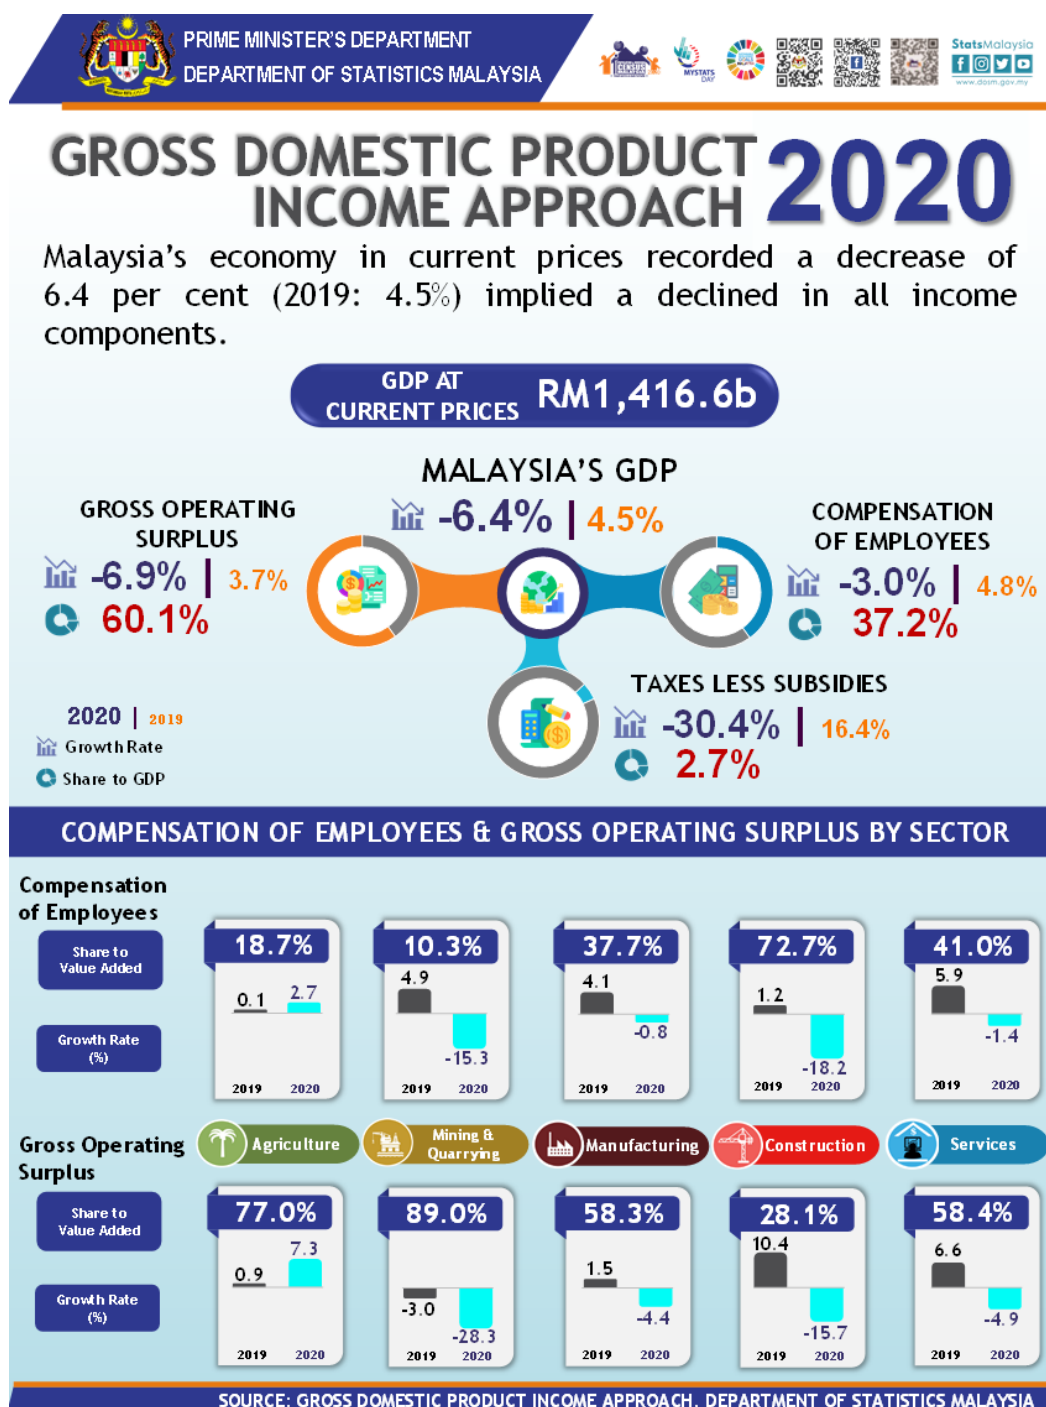 PRIME MINISTER'S DEPARTMENT
DEPARTMENT OF STATISTICS MALAYSIA
CENSUS
MYSTATS
DAY
StatsMalaysia
www.dosm.gov.my
GROSS DOMESTIC PRODUCT
INCOME APPROACH
2020
Malaysia's economy in current prices recorded a decrease of
6.4 per cent (2019: 4.5%) implied a declined in all income
components.
GDP AT
CURRENT PRICES
RM1,416.6b
MALAYSIA'S GDP
-6.4% | 4.5%
GROSS OPERATING
SURPLUS
-6.9% | 3.7%
60.1%
COMPENSATION
OF EMPLOYEES
-3.0% | 4.8%
37.2%
TAXES LESS SUBSIDIES
-30.4% | 16.4%
2.7%
2020 | 2019
Growth Rate
Share to GDP
COMPENSATION OF EMPLOYEES & GROSS OPERATING SURPLUS BY SECTOR
Compensation
of Employees
Share to
Value Added
Growth Rate
(%)
18.7%
0.1 2.7
2019 2020
10.3%
4.9
-15.3
2019 2020
37.7%
4.1
-0.8
2019 2020
72.7%
1.2
-18.2
2019 2020
41.0%
5.9
-1.4
2019 2020
Agriculture
Mining &
Quarrying
Manufacturing
Construction
Services
Gross Operating
Surplus
Share to
Value Added
Growth Rate
(%)
77.0%
0.9 7.3
2019 2020
89.0%
-3.0
-28.3
2019 2020
58.3%
1.5
-4.4
2019 2020
28.1%
10.4
-15.7
2019 2020
58.4%
6.6
-4.9
2019 2020
SOURCE: GROSS DOMESTIC PRODUCT INCOME APPROACH, DEPARTMENT OF STATISTICS MALAYSIA